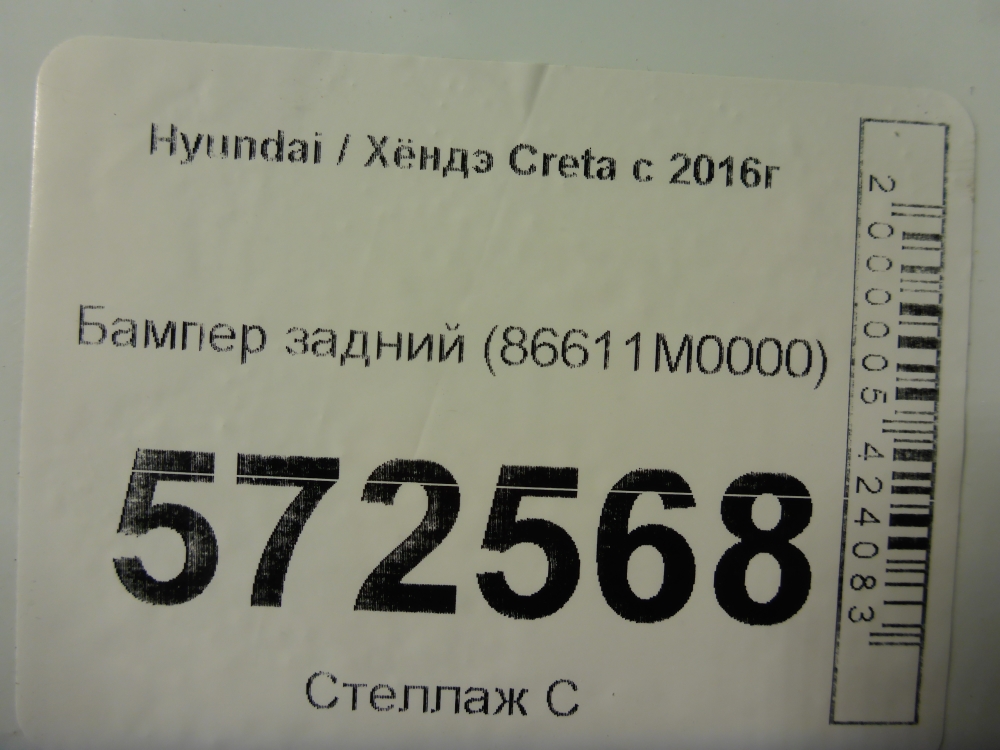 Hyundai / Хёндэ Creta с 2016г
Бампер задний (86611M0000)
572568
Стеллаж С
2000005424083